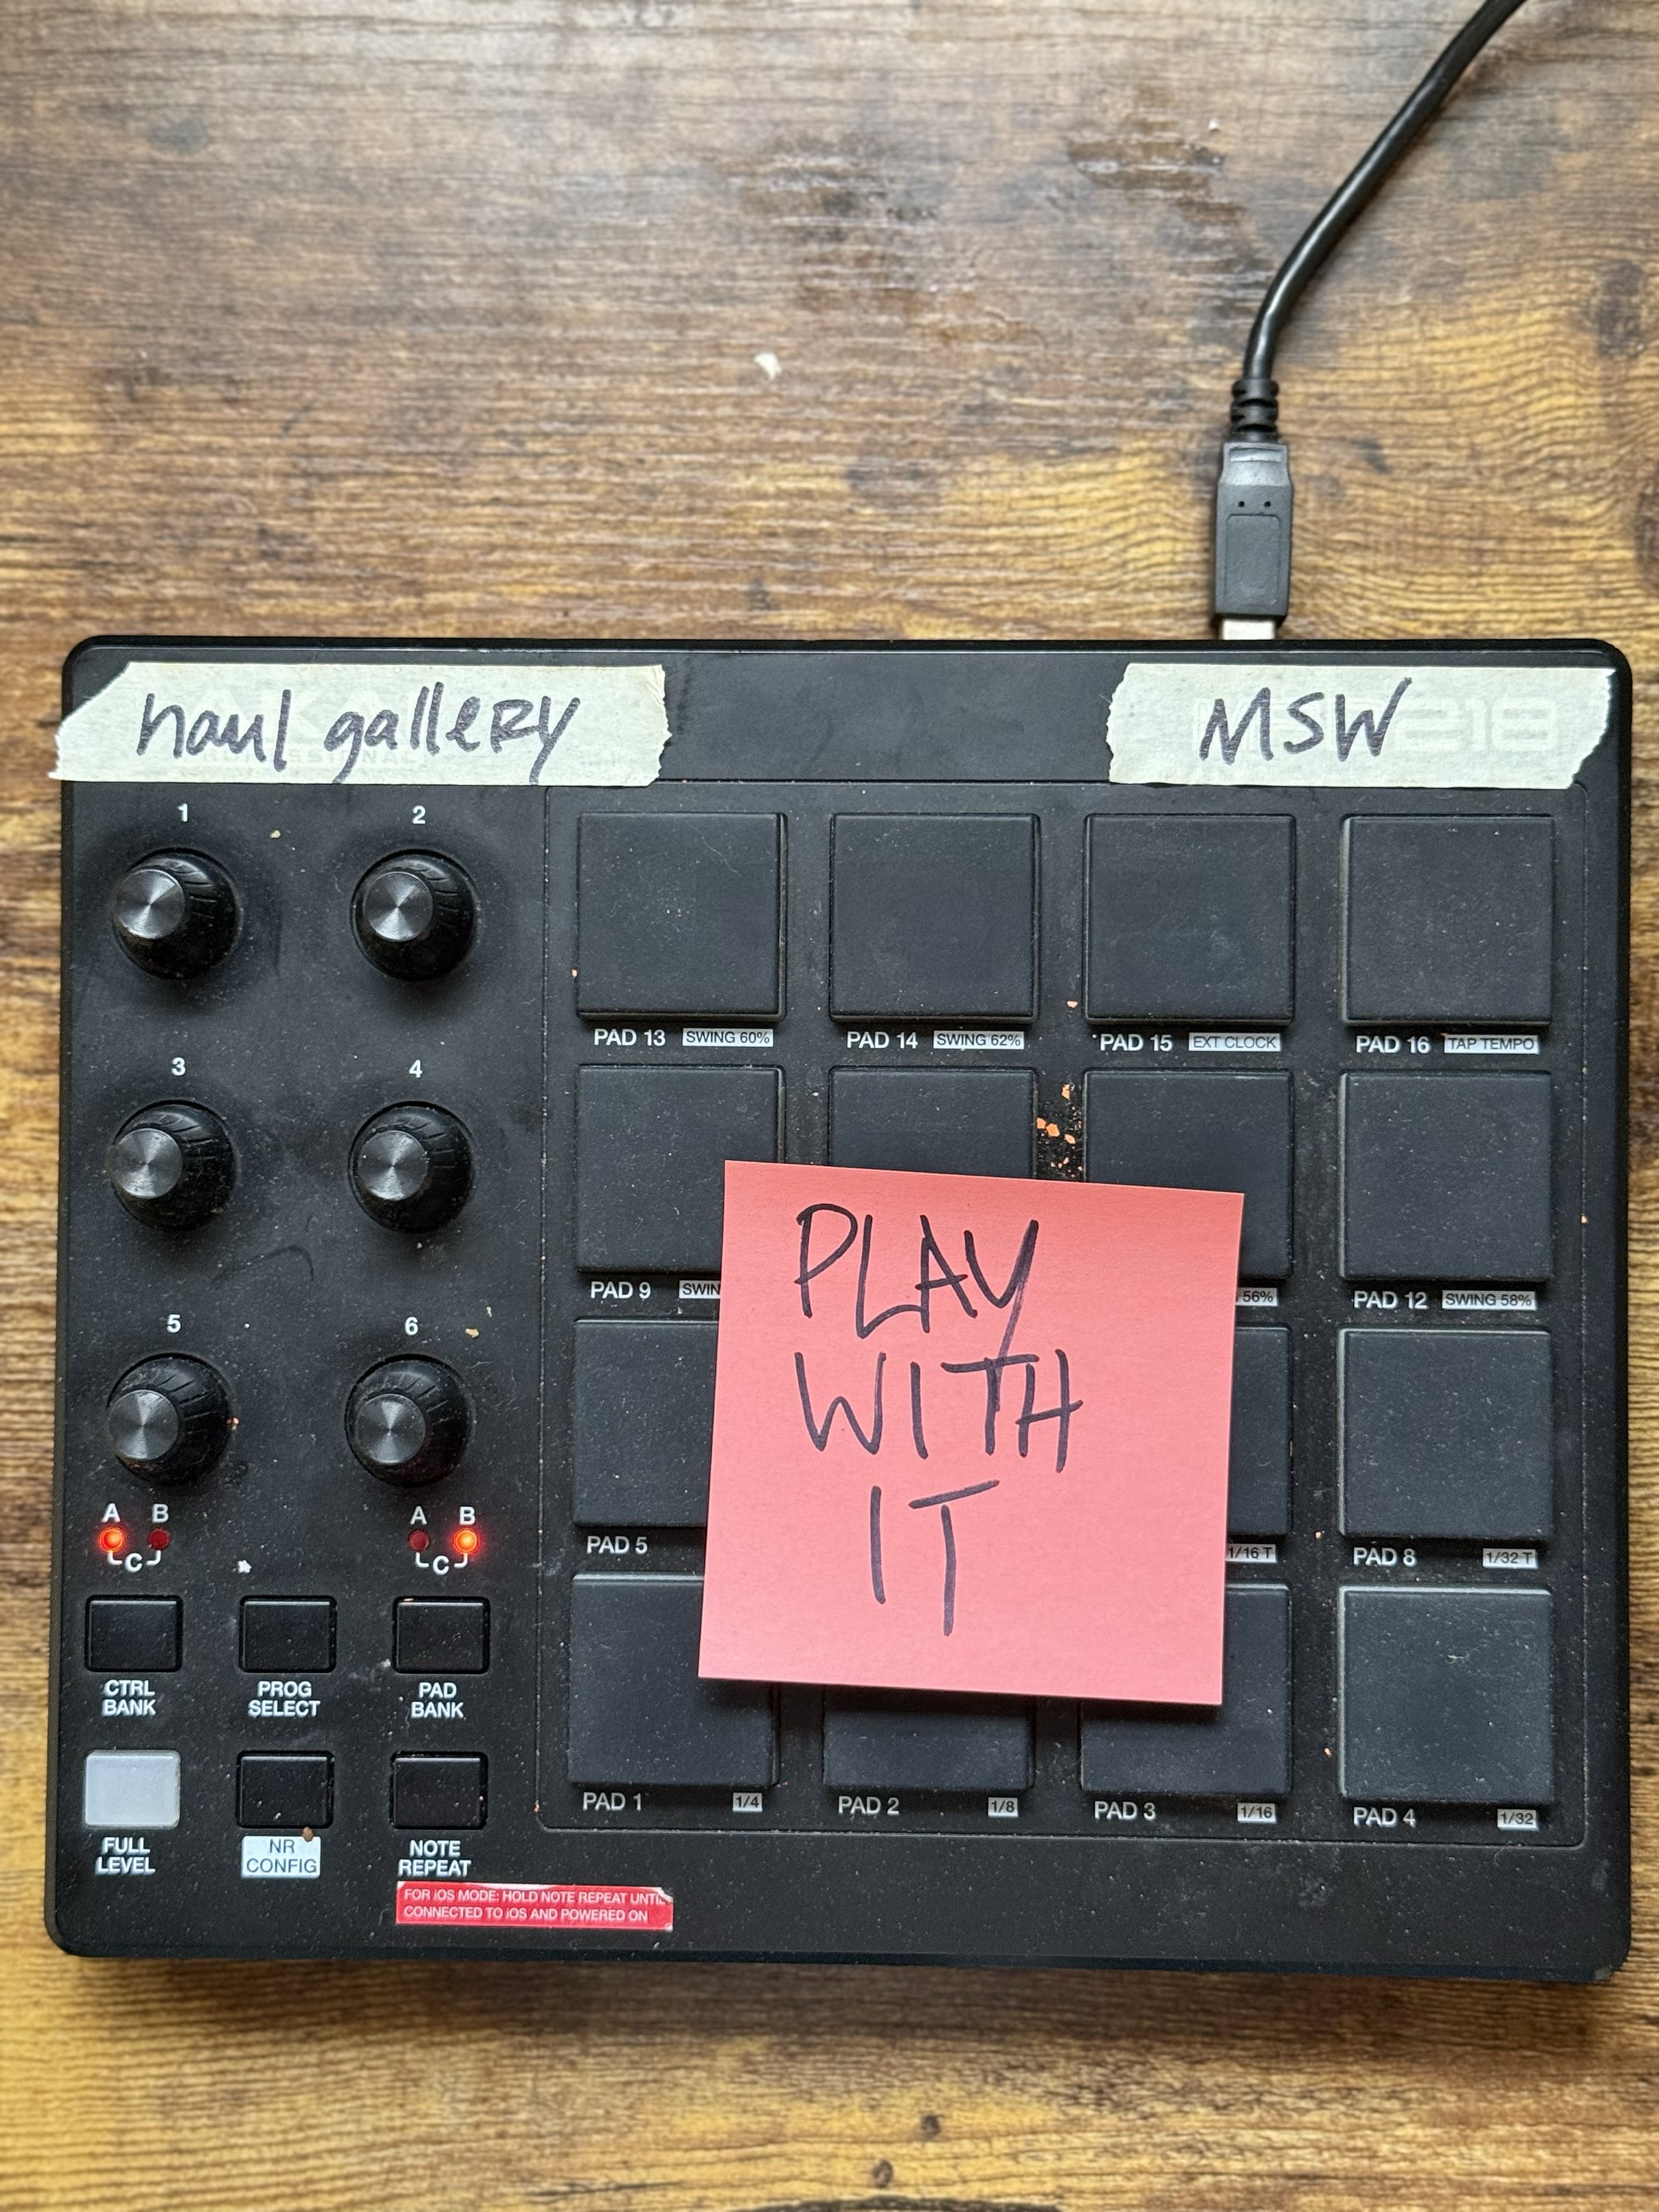 haul gallery
MSW
218
1
2
PAD 13 SWING 60%
PAD 14 SWING 62%
PAD 15 EXT CLOCK
PAD 16 TAP TEMPO
3
4
PAD 9
56%
PAD 12 SWING 58%
PLAY
WITH
IT
5
6
A B
C
A B
C
PAD 5
1/16 T
PAD 8 1/32 T
CTRL
BANK
PROG
SELECT
PAD
BANK
PAD 1 1/4
PAD 2 1/8
PAD 3 1/16
PAD 4 1/32
FULL
LEVEL
NR
CONFIG
NOTE
REPEAT
FOR iOS MODE: HOLD NOTE REPEAT UNTIL
CONNECTED TO iOS AND POWERED ON